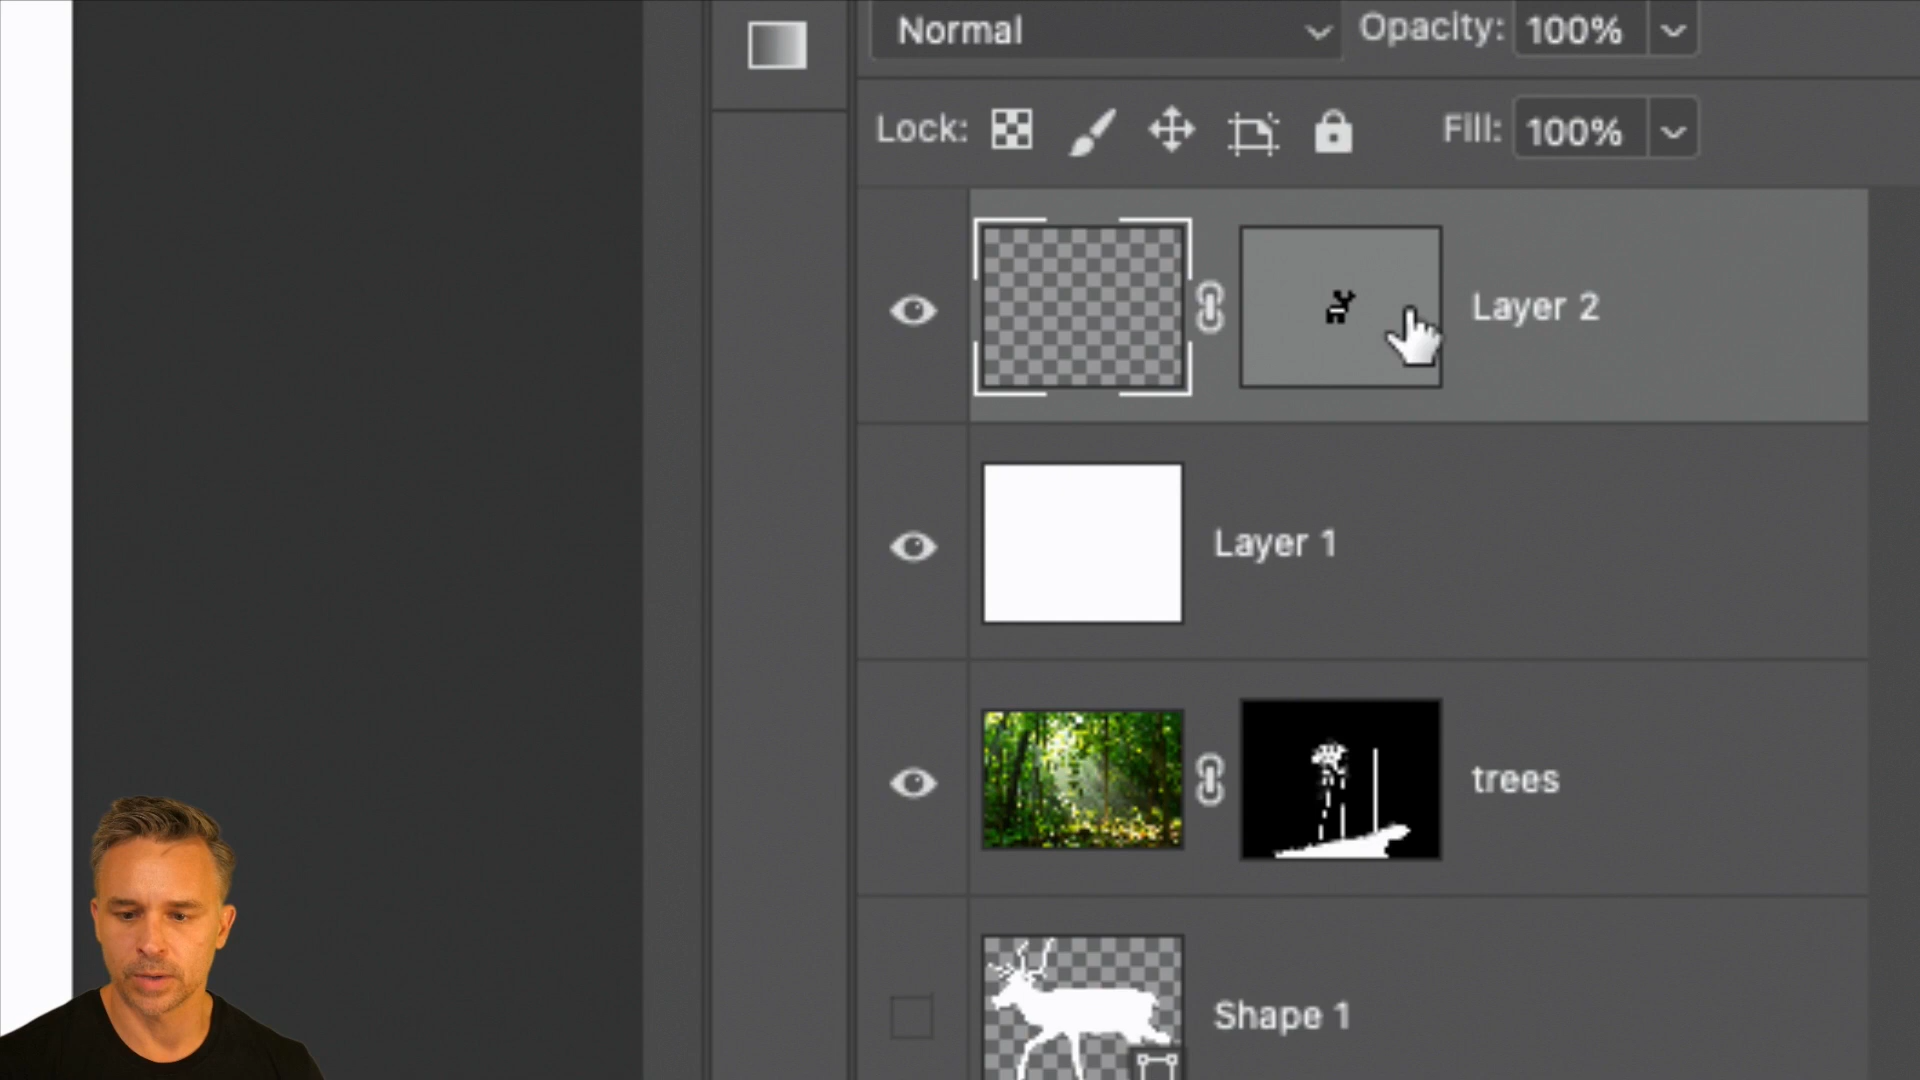 Normal
Opacity: 100%
Lock:
Fill: 100%
Layer 2
Layer 1
trees
Shape 1